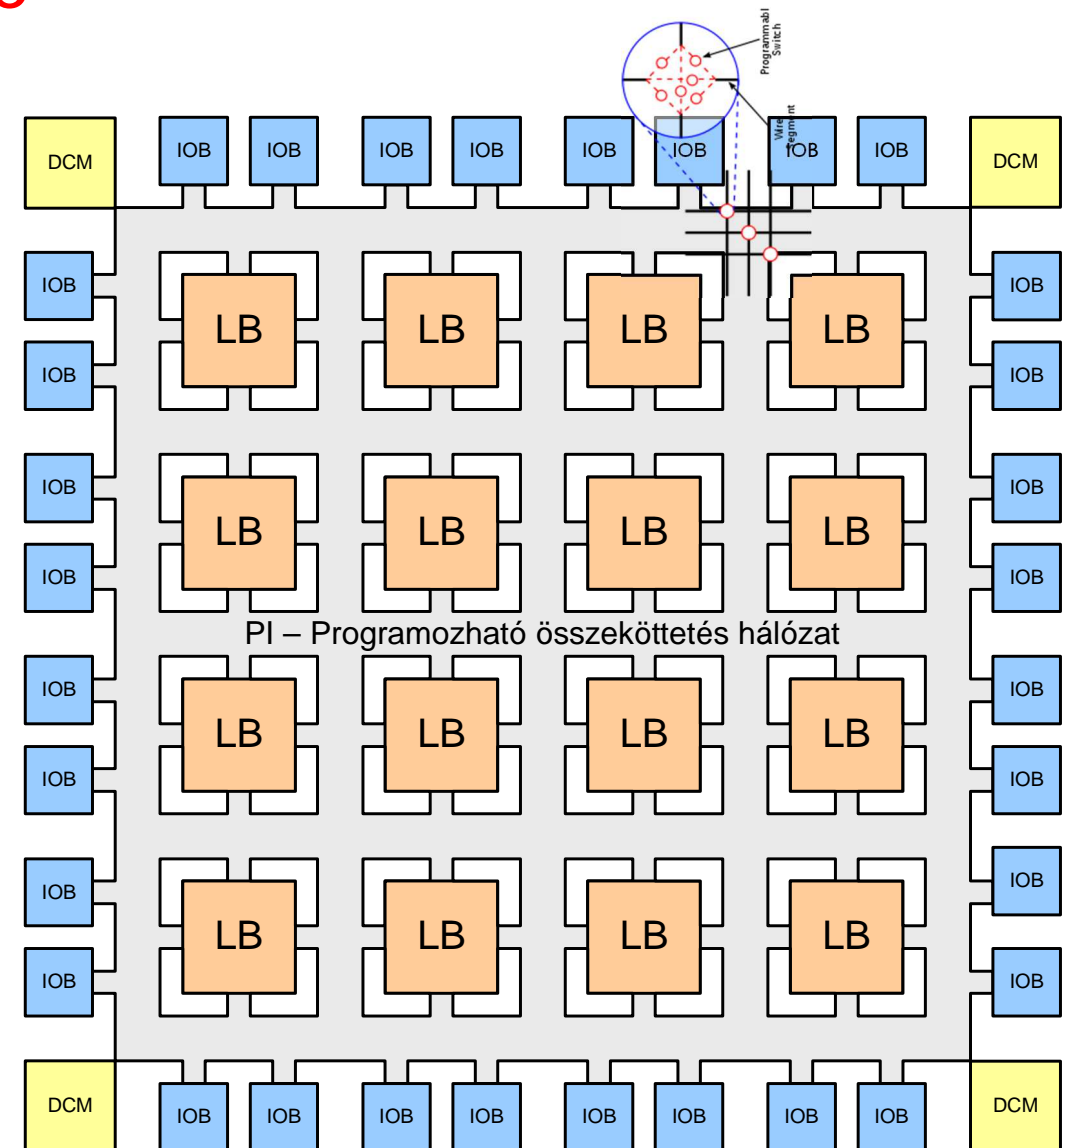 Programmabl
Switch
Wire
segment
DCM IOB IOB IOB IOB IOB IOB IOB IOB DCM
IOB IOB
LB LB LB LB
IOB IOB
IOB IOB
LB LB LB LB
IOB IOB
PI – Programozható összeköttetés hálózat
IOB IOB
LB LB LB LB
IOB IOB
IOB IOB
LB LB LB LB
IOB IOB
DCM IOB IOB IOB IOB IOB IOB IOB IOB DCM